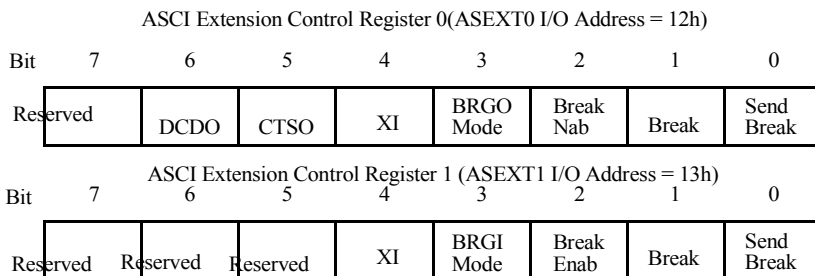 ASCI Extension Control Register 0(ASEXT0 I/O Address = 12h)
Bit 7 6 5 4 3 2 1 0
Reserved DCDO CTSO XI BRGO Mode Break Nab Break Send Break
ASCI Extension Control Register 1 (ASEXT1 I/O Address = 13h)
Bit 7 6 5 4 3 2 1 0
Reserved Reserved Reserved XI BRGI Mode Break Enab Break Send Break